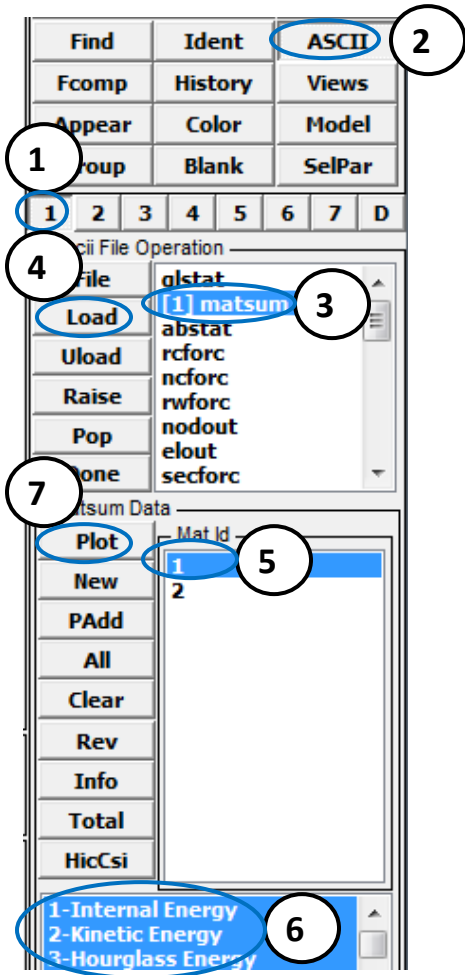 Find Ident ASCII 2
Fcomp History Views
Appear Color Model
1 roup Blank SelPar
1 2 3 4 5 6 7 D
cii File Operation
4 File glstat
Load [1] matsum 3
Uload abstat
rcforc
Raise ncforc
rwforc
Pop nodout
elout
Done secforc
7 tsum Data
Plot Mat Id
1 5
New 2
PAdd
All
Clear
Rev
Info
Total
HicCsi
1-Internal Energy
2-Kinetic Energy 6
3-Hourglass Energy